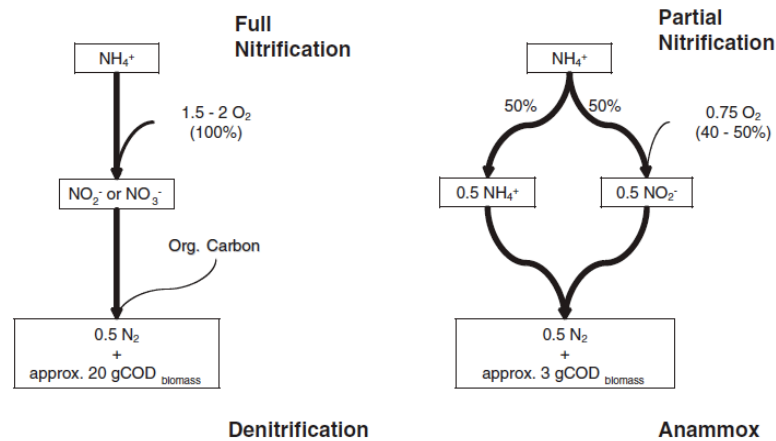 Full
Nitrification
NH₄⁺
1.5 - 2 O₂
(100%)
NO₂⁻ or NO₃⁻
Org. Carbon
0.5 N₂
+
approx. 20 gCOD biomass
Denitrification
Partial
Nitrification
NH₄⁺
50%
50%
0.75 O₂
(40 - 50%)
0.5 NH₄⁺
0.5 NO₂⁻
0.5 N₂
+
approx. 3 gCOD biomass
Anammox